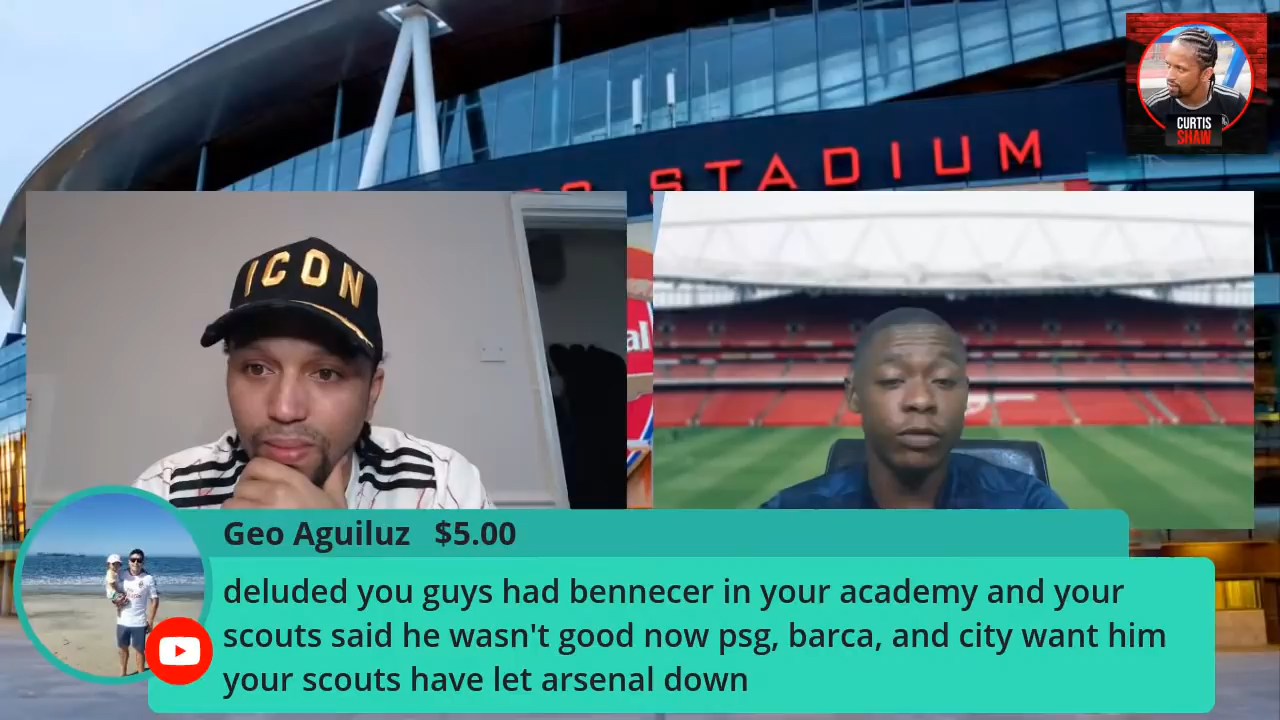 STADIUM
CURTIS
SHAW
ICON
al
Geo Aguiluz $5.00
deluded you guys had bennecer in your academy and your
scouts said he wasn't good now psg, barca, and city want him
your scouts have let arsenal down